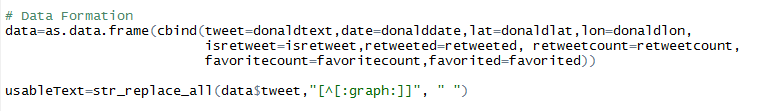 # Data Formation
data=as.data.frame(cbind(tweet=donaldtext,date=donalddate,lat=donaldlat,lon=donaldlon,
isretweet=isretweet,retweeted=retweeted, retweetcount=retweetcount,
favoritecount=favoritecount,favorited=favorited))
usableText=str_replace_all(data$tweet,"[^[:graph:]]", " ")